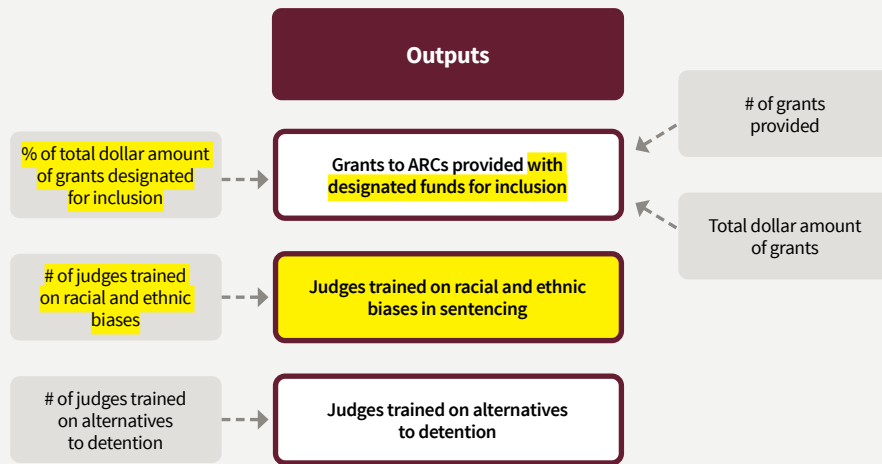 Outputs
# of grants
provided
% of total dollar amount
of grants designated
for inclusion
Grants to ARCs provided with
designated funds for inclusion
Total dollar amount
of grants
# of judges trained
on racial and ethnic
biases
Judges trained on racial and ethnic
biases in sentencing
# of judges trained
on alternatives
to detention
Judges trained on alternatives
to detention